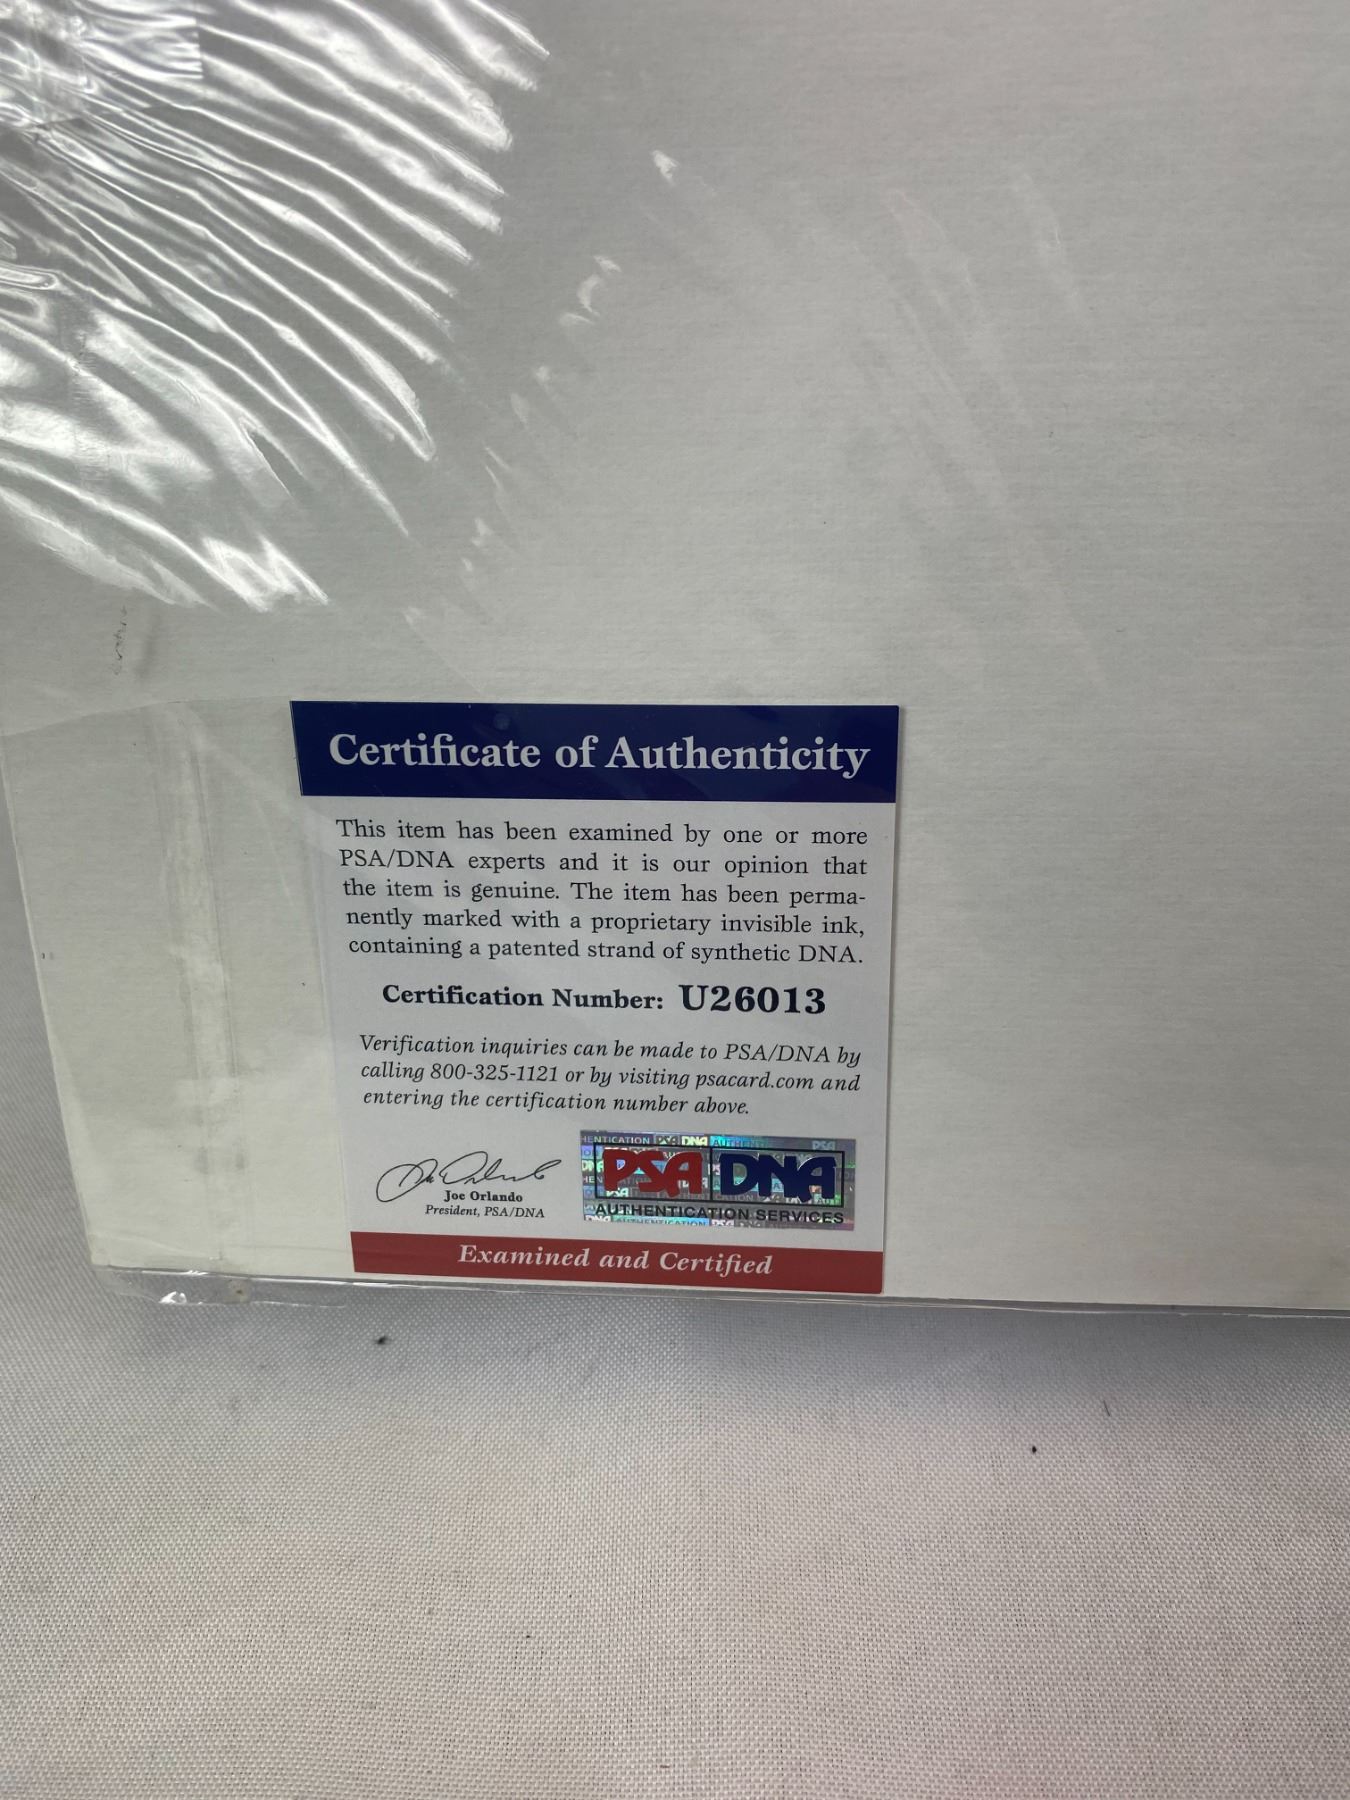 Certificate of Authenticity
This item has been examined by one or more
PSA/DNA experts and it is our opinion that
the item is genuine. The item has been perma-
nently marked with a proprietary invisible ink,
containing a patented strand of synthetic DNA.
Certification Number: U26013
Verification inquiries can be made to PSA/DNA by
calling 800-325-1121 or by visiting psacard.com and
entering the certification number above.
Joe Orlando
President, PSA/DNA
PSA DNA
AUTHENTICATION SERVICES
Examined and Certified